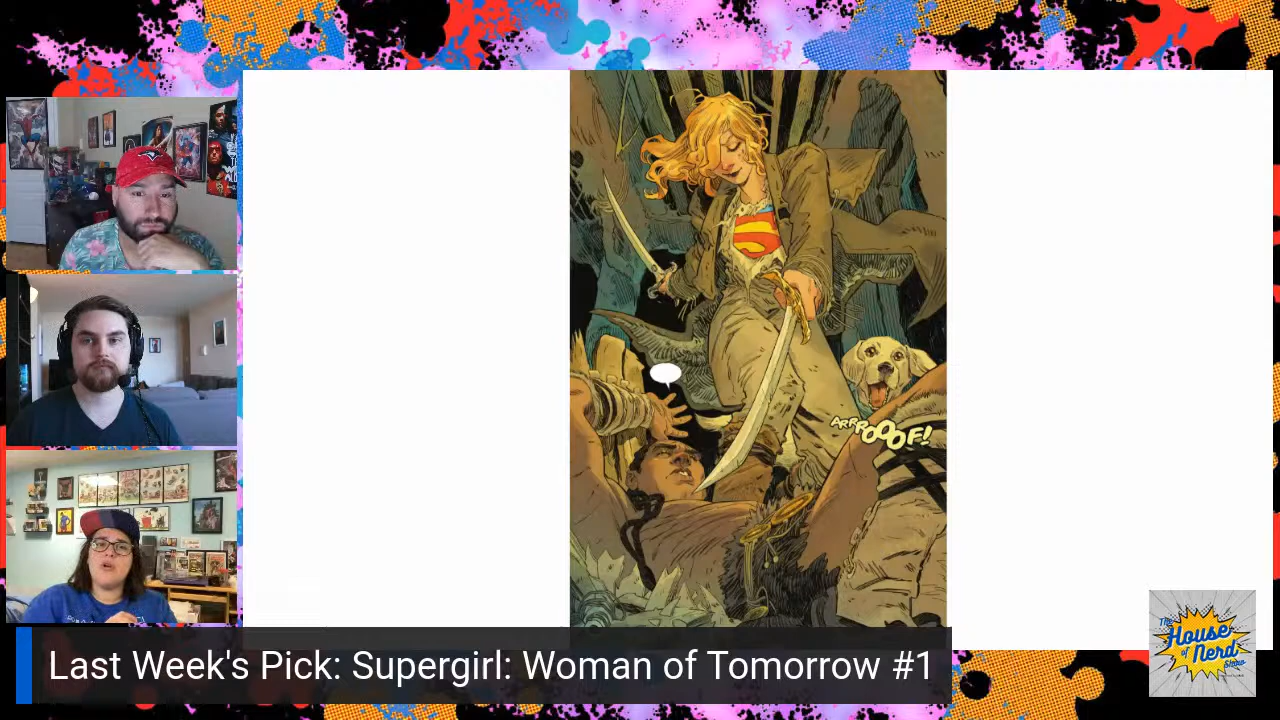 ARRROOOF!
Last Week's Pick: Supergirl: Woman of Tomorrow #1
The
House
of
Nerd
Show